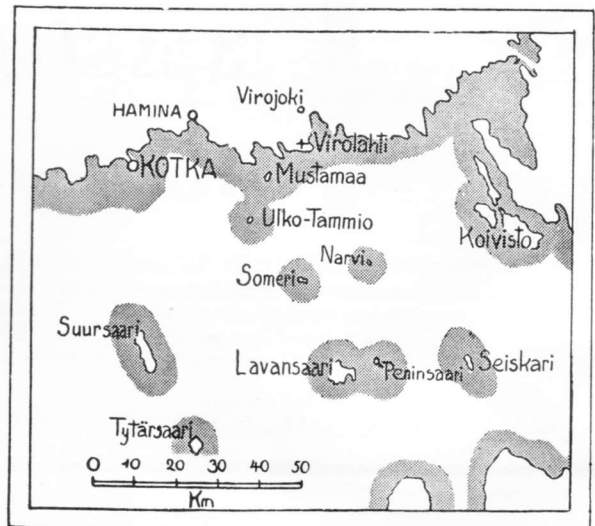 Virojoki
HAMINA
Virolahti
KOTKA
Mustamaa
Ulko-Tammio
Koivisto
Narvi
Someri
Suursaari
Lavansaari
Peninsaari
Seiskari
Tytärsaari
0 10 20 30 40 50
Km